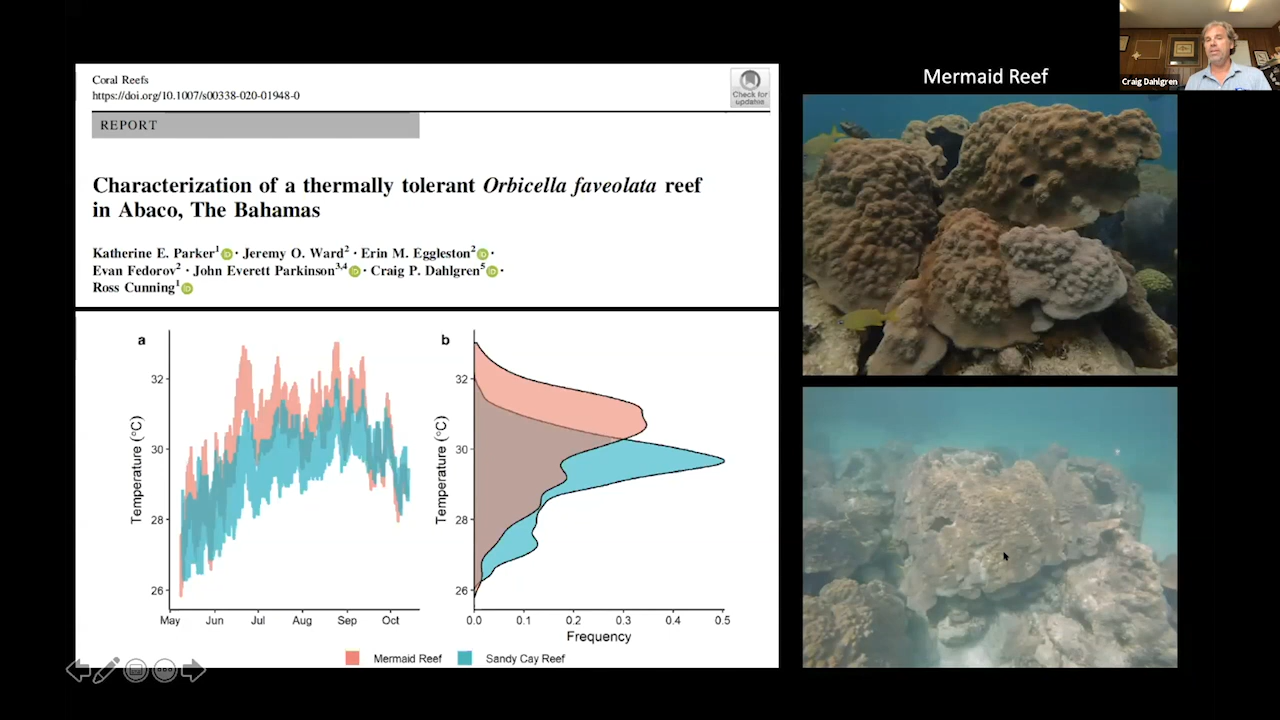 Coral Reefs
https://doi.org/10.1007/s00338-020-01948-0
Check for
updates
REPORT
Characterization of a thermally tolerant Orbicella faveolata reef
in Abaco, The Bahamas
Katherine E. Parker1 · Jeremy O. Ward2 · Erin M. Eggleston2 ·
Evan Fedorov2 · John Everett Parkinson3,4 · Craig P. Dahlgren5 ·
Ross Cunning1
a
Temperature (°C)
32
30
28
26
May Jun Jul Aug Sep Oct
b
Temperature (°C)
32
30
28
26
0.0 0.1 0.2 0.3 0.4 0.5
Frequency
Mermaid Reef Sandy Cay Reef
Mermaid Reef
Craig Dahlgren